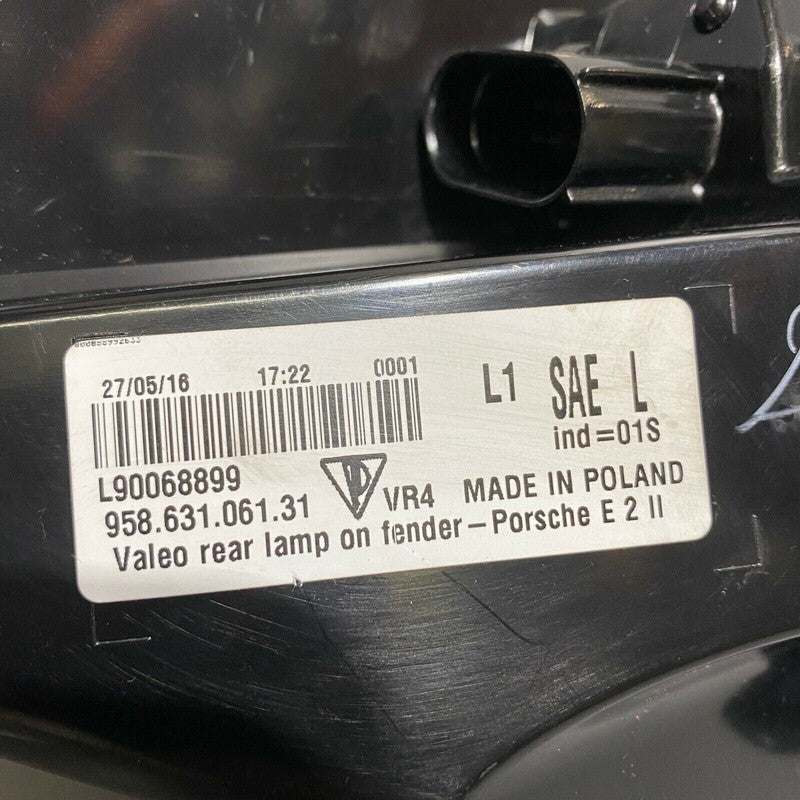 27/05/16 17:22 0001
L1 SAE L
ind=01S
L90068899
958.631.061.31 VR4 MADE IN POLAND
Valeo rear lamp on fender-Porsche E 2 II